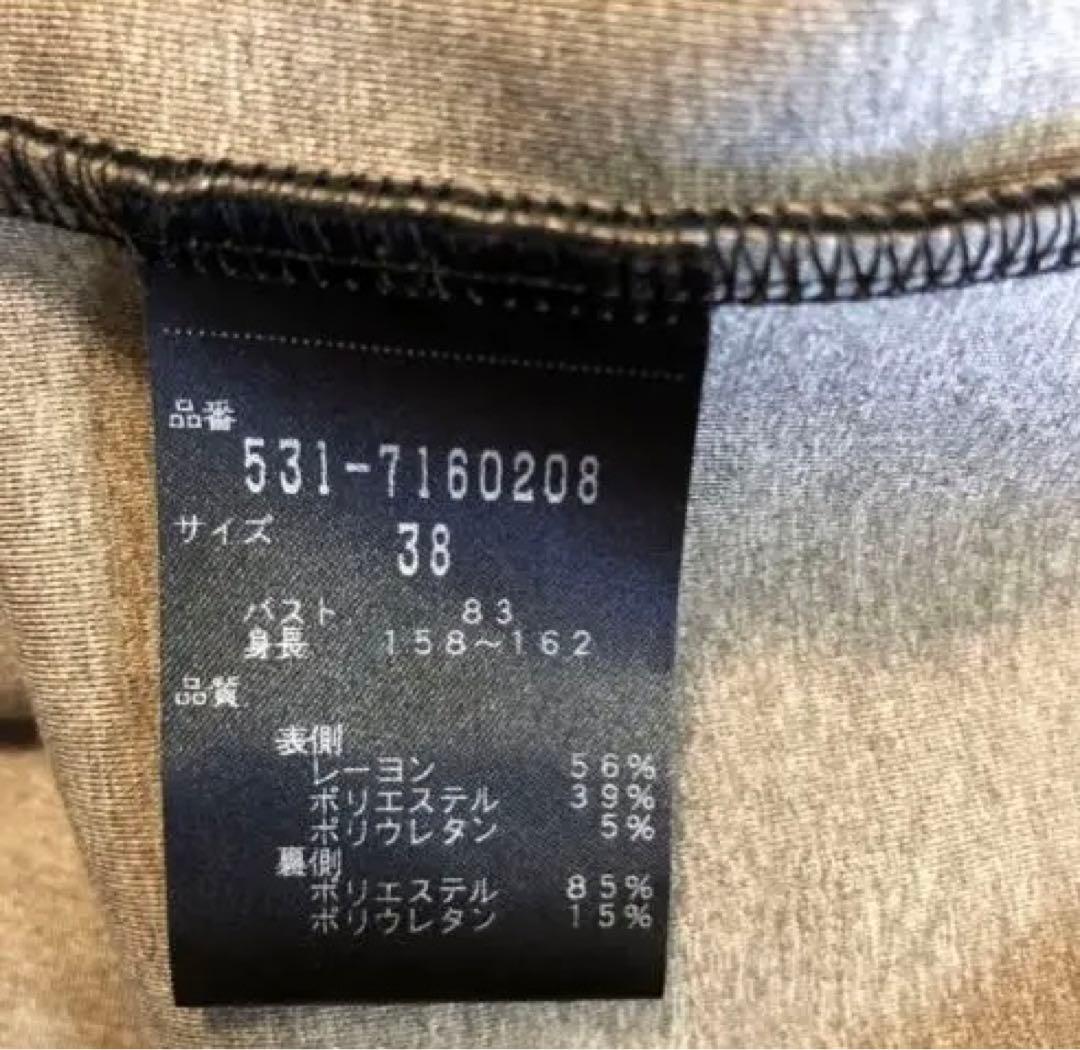 品番
531-7160208
サイズ 38
バスト 83
身長 158～162
品質
表側
レーヨン 56%
ポリエステル 39%
ポリウレタン 5%
裏側
ポリエステル 85%
ポリウレタン 15%